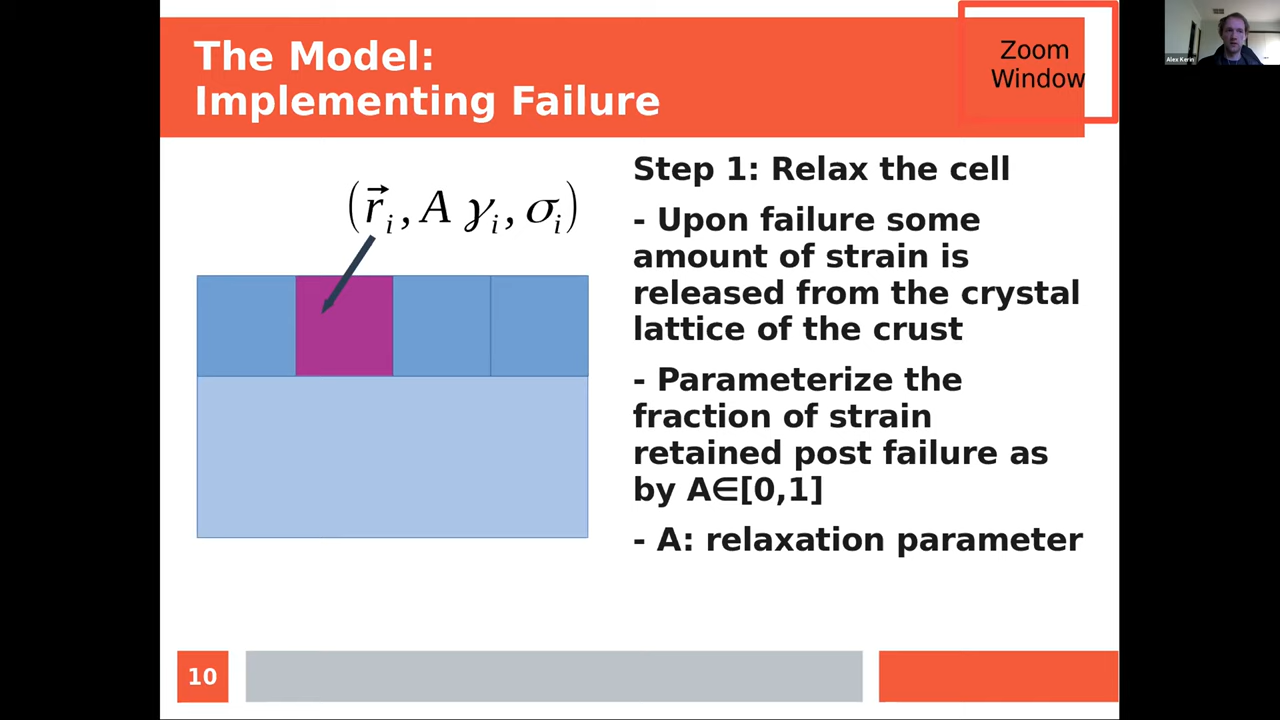 The Model:
Implementing Failure
Zoom
Window
Alex Kerin
(r⃗ᵢ, A γᵢ, σᵢ)
Step 1: Relax the cell
- Upon failure some
amount of strain is
released from the crystal
lattice of the crust
- Parameterize the
fraction of strain
retained post failure as
by A∈[0,1]
- A: relaxation parameter
10